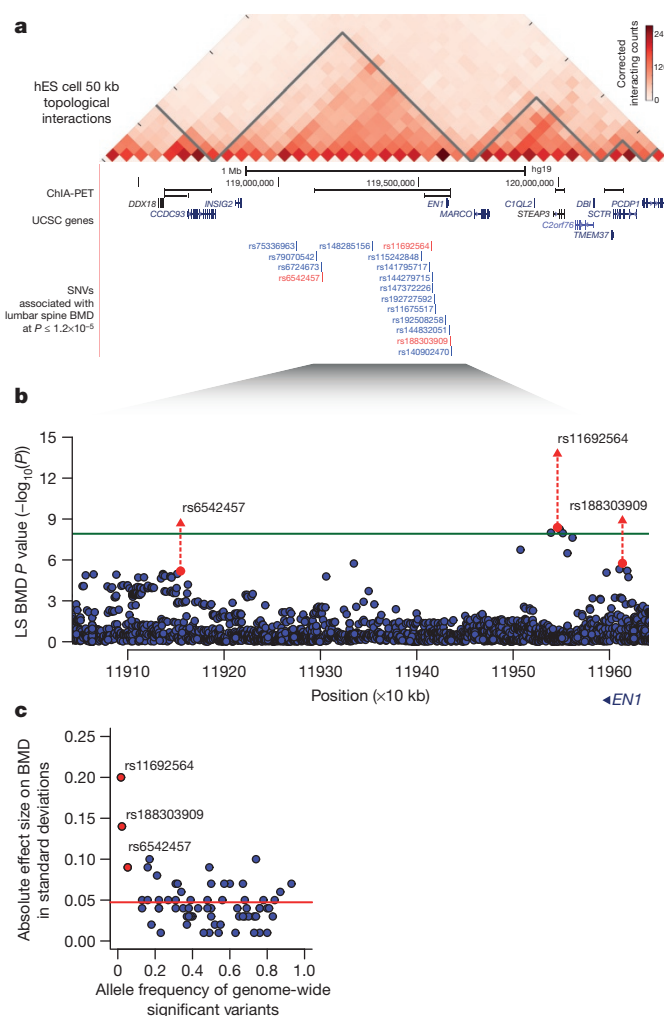 a
hES cell 50 kb
topological
interactions
Corrected
interacting counts
24
120
0
1 Mb
hg19
119,000,000
119,500,000
120,000,000
ChIA-PET
UCSC genes
DDX18
CCDC93
INSIG2
EN1
MARCO
C1QL2
STEAP3
DBI
SCTR
PCDP1
C2orf76
TMEM37
SNVs
associated with
lumbar spine BMD
at P ≤ 1.2×10⁻⁵
rs75336963
rs148285156
rs11692564
rs79070542
rs115242848
rs6724673
rs141795717
rs6542457
rs144279715
rs147372226
rs192727592
rs11675517
rs192508258
rs144832051
rs188303909
rs140902470
b
LS BMD P value (−log₁₀(P))
15
12
9
6
3
0
rs6542457
rs11692564
rs188303909
11910 11920 11930 11940 11950 11960
Position (×10 kb)
◄EN1
c
Absolute effect size on BMD
in standard deviations
0.25
0.20
0.15
0.10
0.05
0.00
rs11692564
rs188303909
rs6542457
0 0.2 0.4 0.6 0.8 1.0
Allele frequency of genome-wide
significant variants